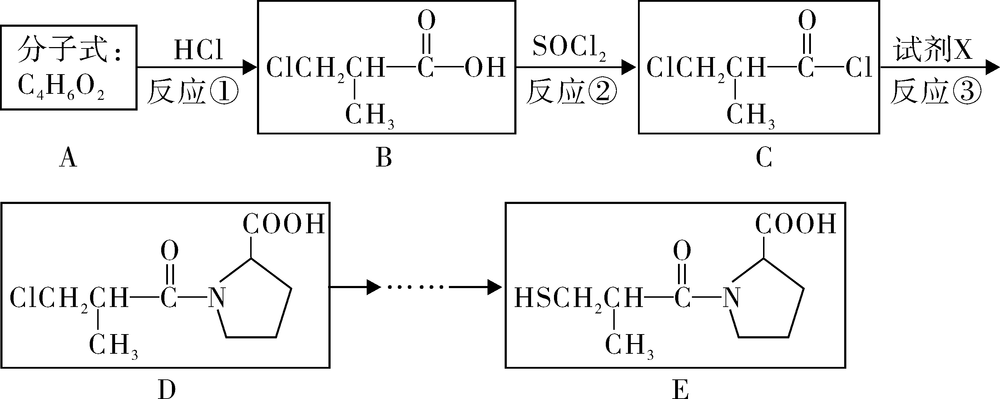 分子式：
C₄H₆O₂
A
HCl
反应①
O
ClCH₂CH—C—OH
CH₃
B
SOCl₂
反应②
O
ClCH₂CH—C—Cl
CH₃
C
试剂X
反应③
COOH
O
ClCH₂CH—C—N
CH₃
D
……
COOH
O
HSCH₂CH—C—N
CH₃
E